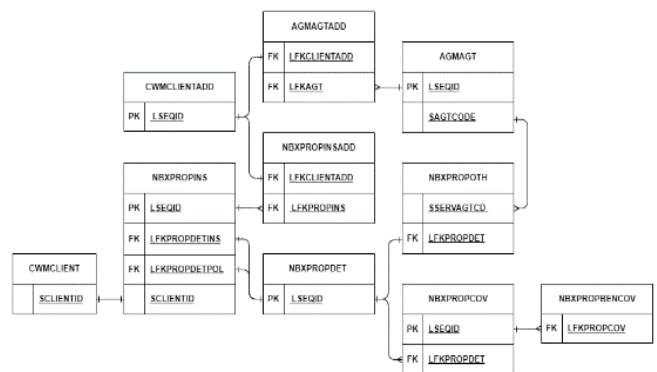 AGMAGTADD
FK LFKCLIENTADD
FK LFKAGT
AGMAGT
PK LSEQID
SAGTCODE
CWMCLIENTADD
PK LSEQID
NBXPROPINSADD
FK LFKCLIENTADD
FK LFKPROPINS
NBXPROPINS
PK LSEQID
FK LFKPROPDETINS
FK LFKPROPDETPOL
SCLIENTID
NBXPROPOTH
SSERVAGTCD
FK LFKPROPDET
CWMCLIENT
SCLIENTID
NBXPROPDET
PK LSEQID
NBXPROPCOV
PK LSEQID
FK LFKPROPDET
NBXPROPBENCOV
FK LFKPROPCOV